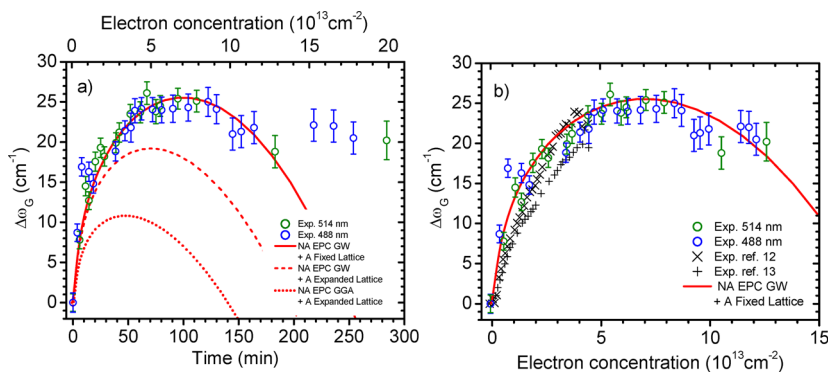 Electron concentration (10¹³cm⁻²)
0 5 10 15 20
30
25
20
15
10
5
0
Δω_G (cm⁻¹)
a)
Exp. 514 nm
Exp. 488 nm
NA EPC GW
+ A Fixed Lattice
NA EPC GW
+ A Expanded Lattice
NA EPC GGA
+ A Expanded Lattice
0 50 100 150 200 250 300
Time (min)
30
25
20
15
10
5
0
Δω_G (cm⁻¹)
b)
Exp. 514 nm
Exp. 488 nm
Exp. ref. 12
Exp. ref. 13
NA EPC GW
+ A Fixed Lattice
0 5 10 15
Electron concentration (10¹³cm⁻²)